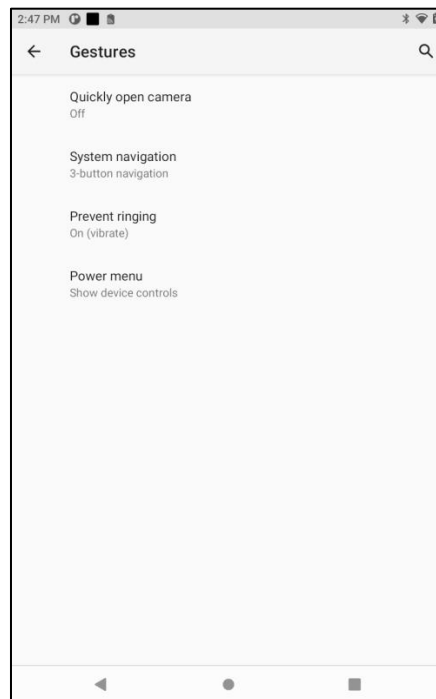 2:47 PM
Gestures
Quickly open camera
Off
System navigation
3-button navigation
Prevent ringing
On (vibrate)
Power menu
Show device controls